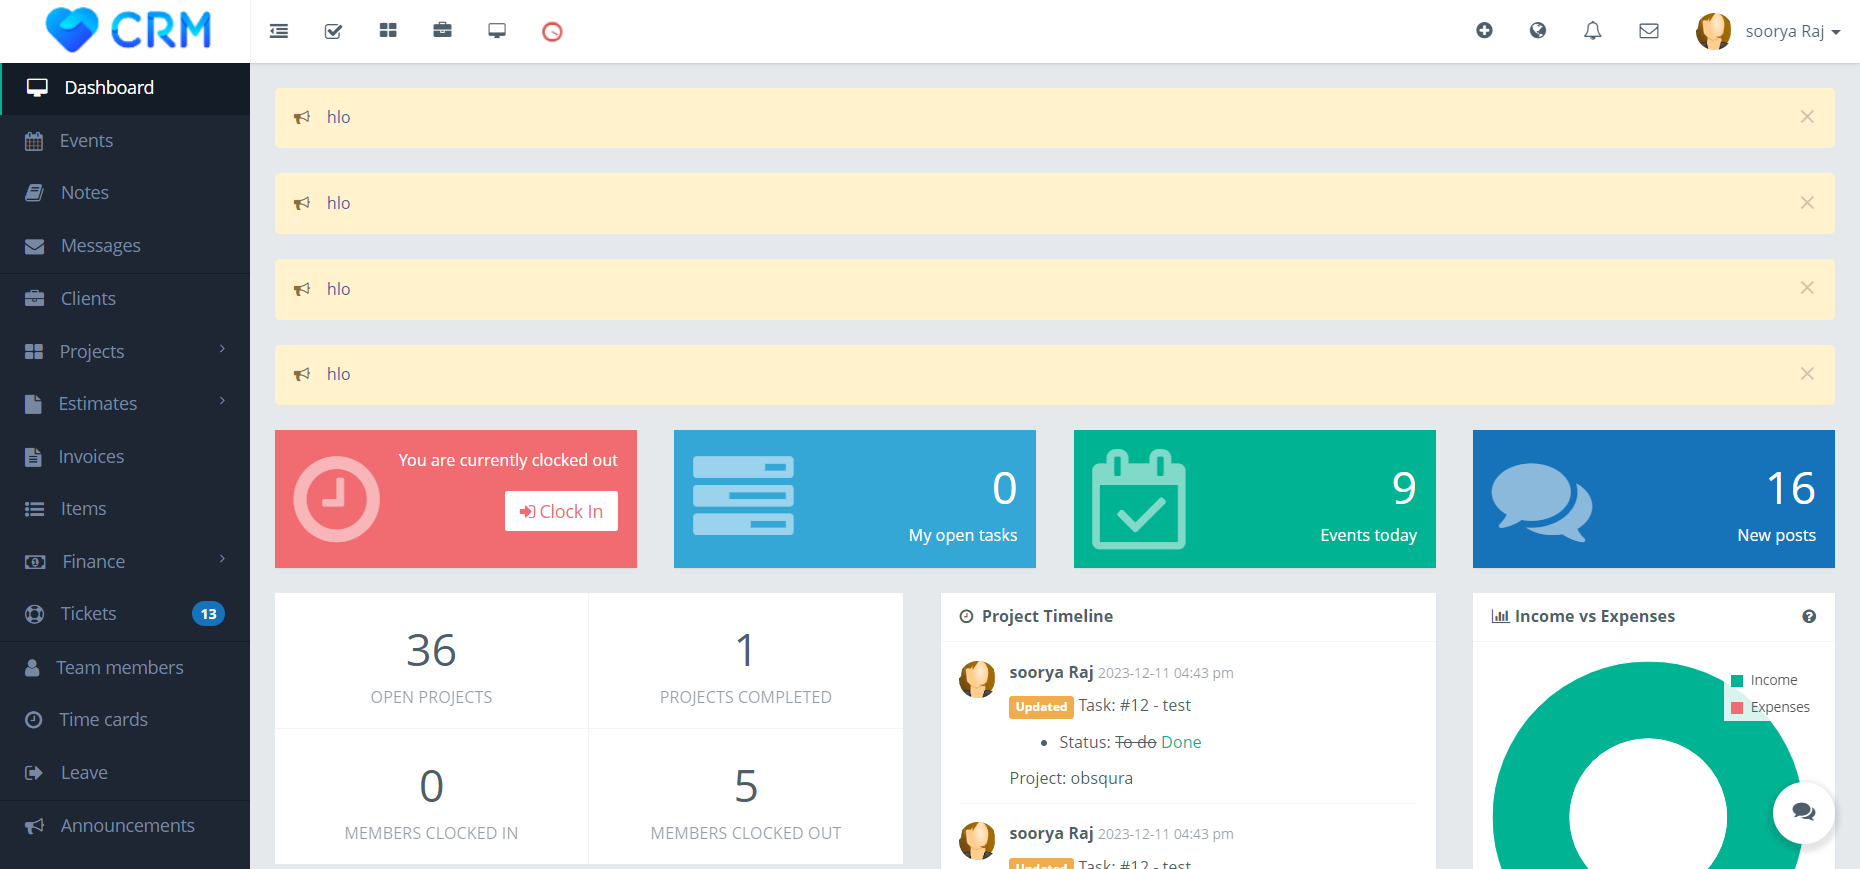 CRM
soorya Raj
Dashboard
Events
Notes
Messages
Clients
Projects
Estimates
Invoices
Items
Finance
Tickets 13
Team members
Time cards
Leave
Announcements
hlo
hlo
hlo
hlo
You are currently clocked out
Clock In
0
My open tasks
9
Events today
16
New posts
36
OPEN PROJECTS
1
PROJECTS COMPLETED
0
MEMBERS CLOCKED IN
5
MEMBERS CLOCKED OUT
Project Timeline
soorya Raj 2023-12-11 04:43 pm
Updated Task: #12 - test
• Status: To do Done
Project: obsqura
soorya Raj 2023-12-11 04:43 pm
Updated Task: #12 - test
Income vs Expenses
Income
Expenses